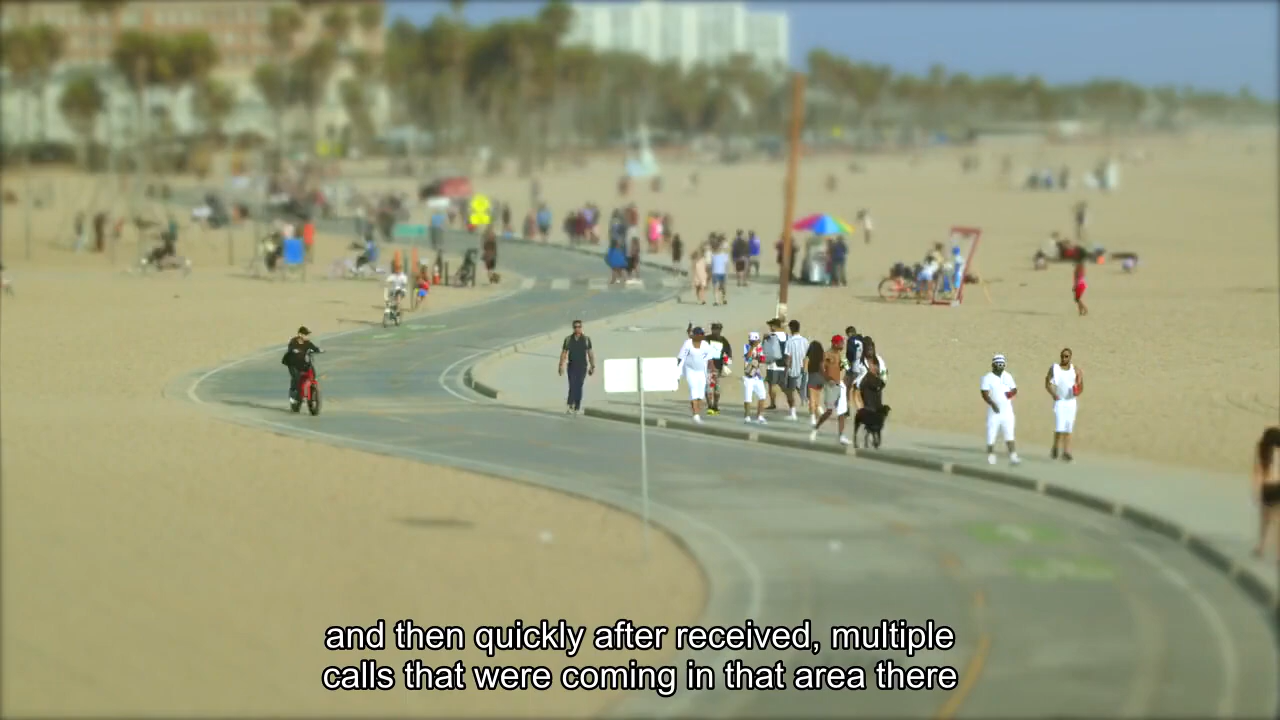 and then quickly after received, multiple
calls that were coming in that area there